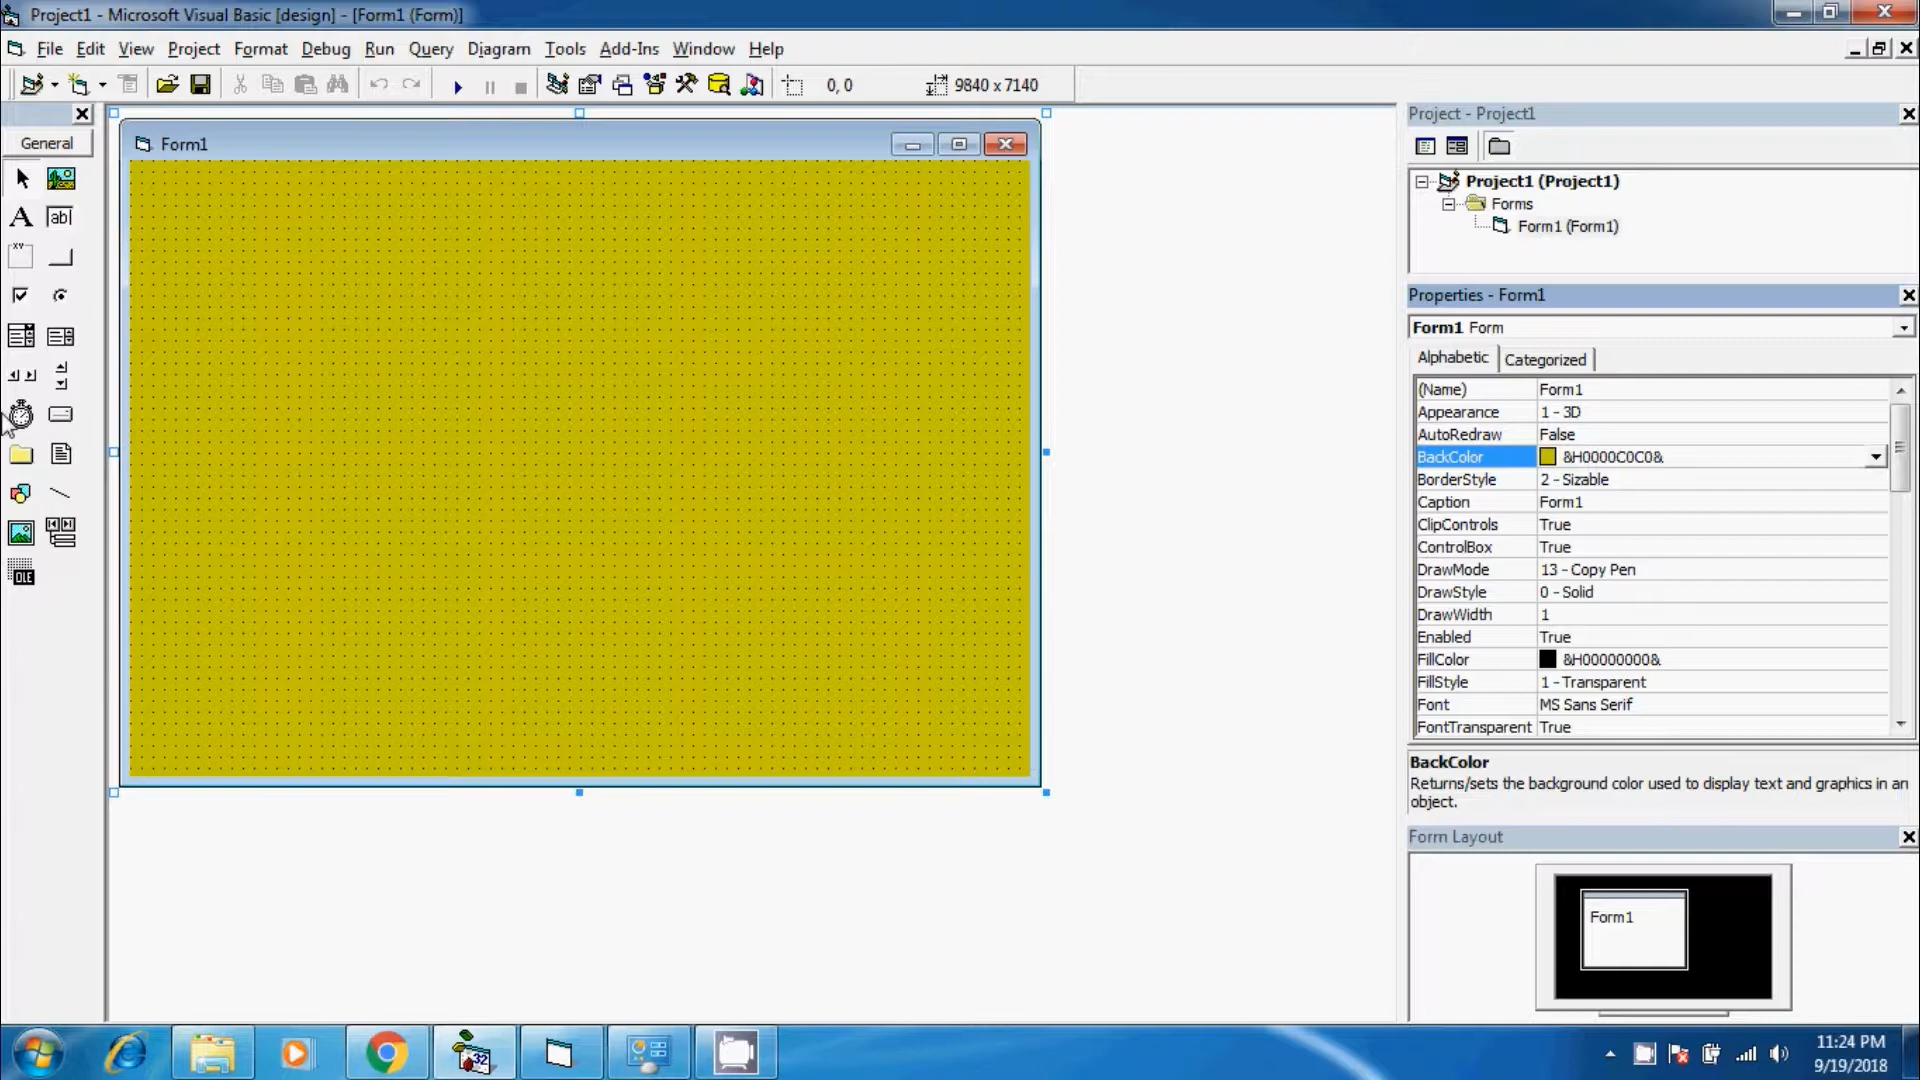 Project1 - Microsoft Visual Basic [design] - [Form1 (Form)]
File Edit View Project Format Debug Run Query Diagram Tools Add-Ins Window Help
0, 0 9840 x 7140
General
A ab
XY
OLE
Form1
Project - Project1
Project1 (Project1)
Forms
Form1 (Form1)
Properties - Form1
Form1 Form
Alphabetic Categorized
(Name) Form1
Appearance 1 - 3D
AutoRedraw False
BackColor &H0000C0C0&
BorderStyle 2 - Sizable
Caption Form1
ClipControls True
ControlBox True
DrawMode 13 - Copy Pen
DrawStyle 0 - Solid
DrawWidth 1
Enabled True
FillColor &H00000000&
FillStyle 1 - Transparent
Font MS Sans Serif
FontTransparent True
BackColor
Returns/sets the background color used to display text and graphics in an
object.
Form Layout
Form1
32
11:24 PM
9/19/2018